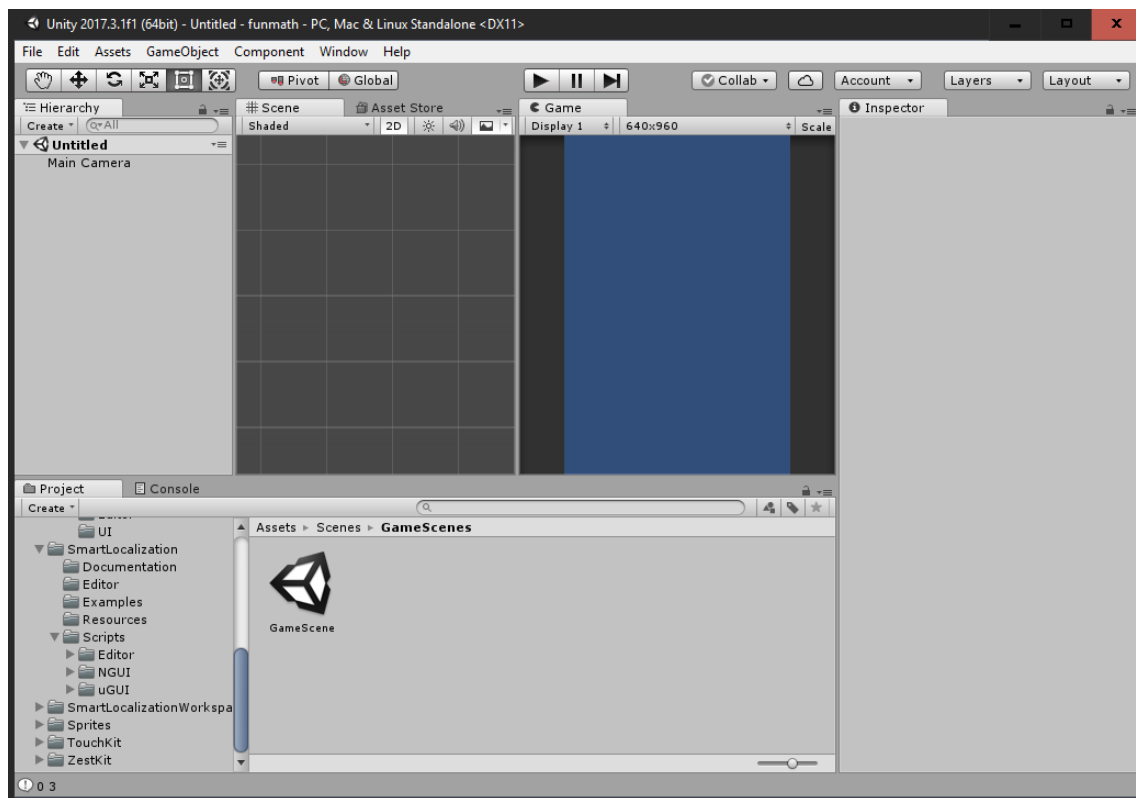 Unity 2017.3.1f1 (64bit) - Untitled - funmath - PC, Mac & Linux Standalone <DX11>
File Edit Assets GameObject Component Window Help
Pivot Global Collab Account Layers Layout
Hierarchy Scene Asset Store Game Inspector
Create All Shaded 2D Display 1 640x960 Scale
Untitled
Main Camera
Project Console
Create
UI
SmartLocalization
Documentation
Editor
Examples
Resources
Scripts
Editor
NGUI
uGUI
SmartLocalizationWorkspa
Sprites
TouchKit
ZestKit
Assets Scenes GameScenes
GameScene
0 3